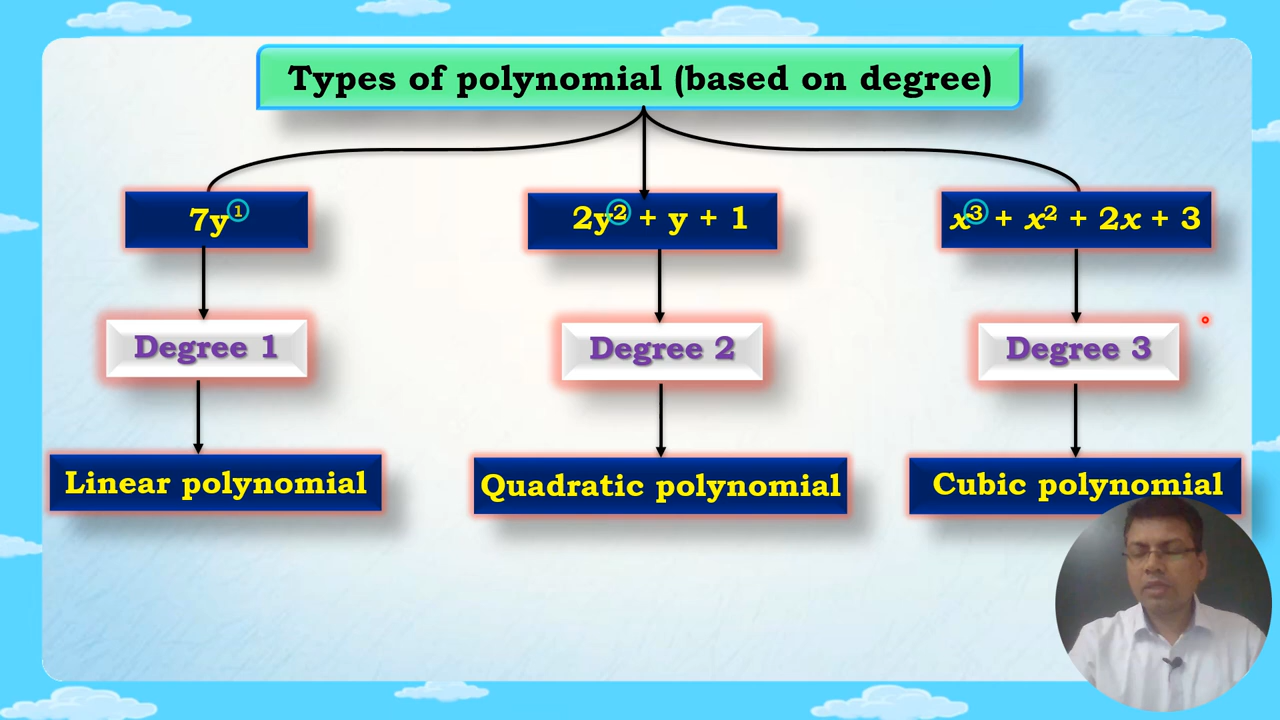 Types of polynomial (based on degree)
7y¹
2y² + y + 1
x³ + x² + 2x + 3
Degree 1
Degree 2
Degree 3
Linear polynomial
Quadratic polynomial
Cubic polynomial